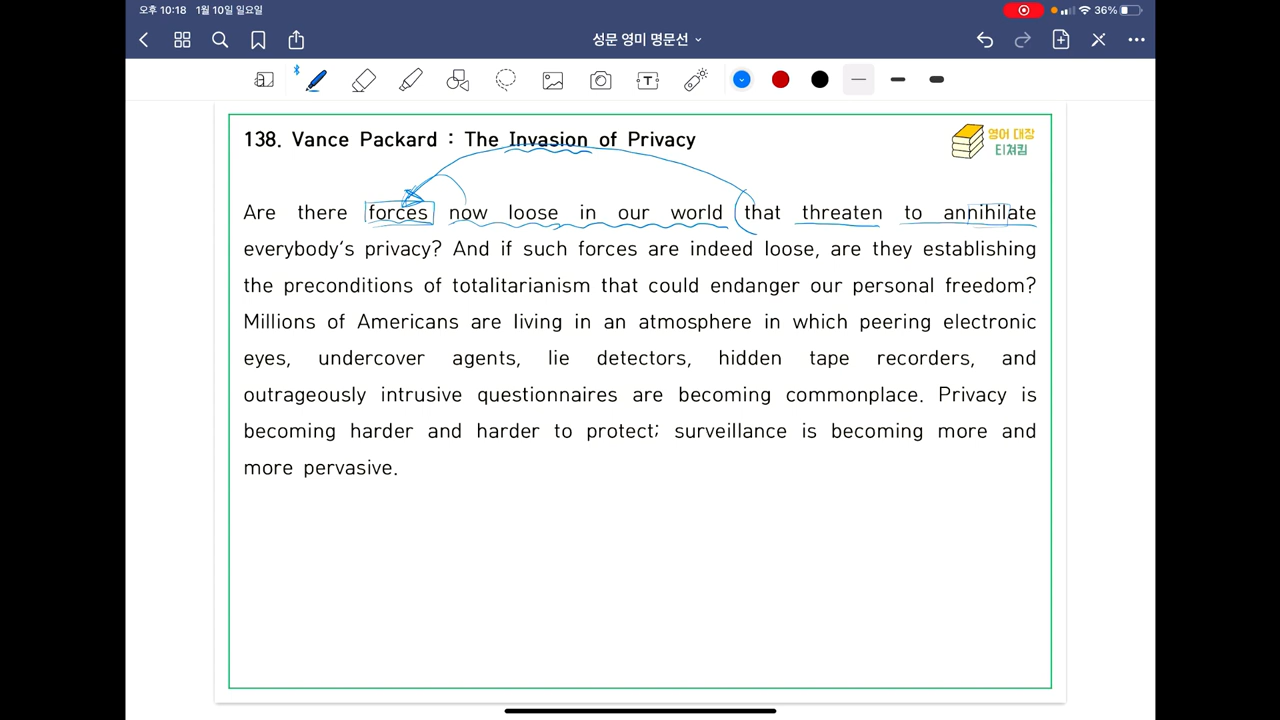 오후 10:18 1월 10일 일요일
36%
성문 영미 명문선
T
138. Vance Packard : The Invasion of Privacy
영어 대장
티쳐킴
Are there forces now loose in our world that threaten to annihilate
everybody's privacy? And if such forces are indeed loose, are they establishing
the preconditions of totalitarianism that could endanger our personal freedom?
Millions of Americans are living in an atmosphere in which peering electronic
eyes, undercover agents, lie detectors, hidden tape recorders, and
outrageously intrusive questionnaires are becoming commonplace. Privacy is
becoming harder and harder to protect; surveillance is becoming more and
more pervasive.